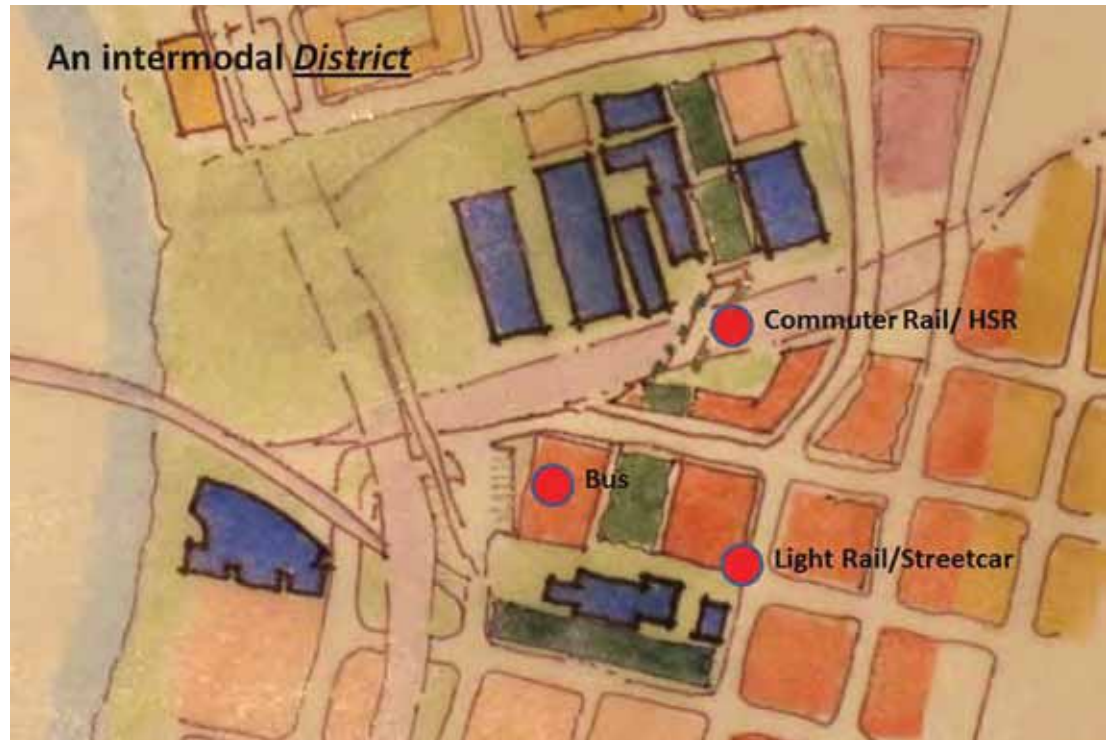 An intermodal District
Commuter Rail/ HSR
Bus
Light Rail/Streetcar